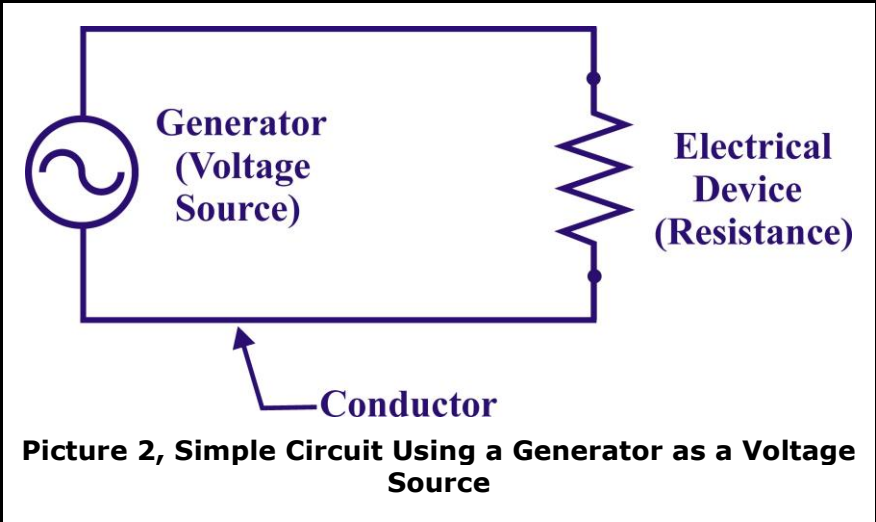 Generator
(Voltage
Source)
Electrical
Device
(Resistance)
Conductor
Picture 2, Simple Circuit Using a Generator as a Voltage
Source